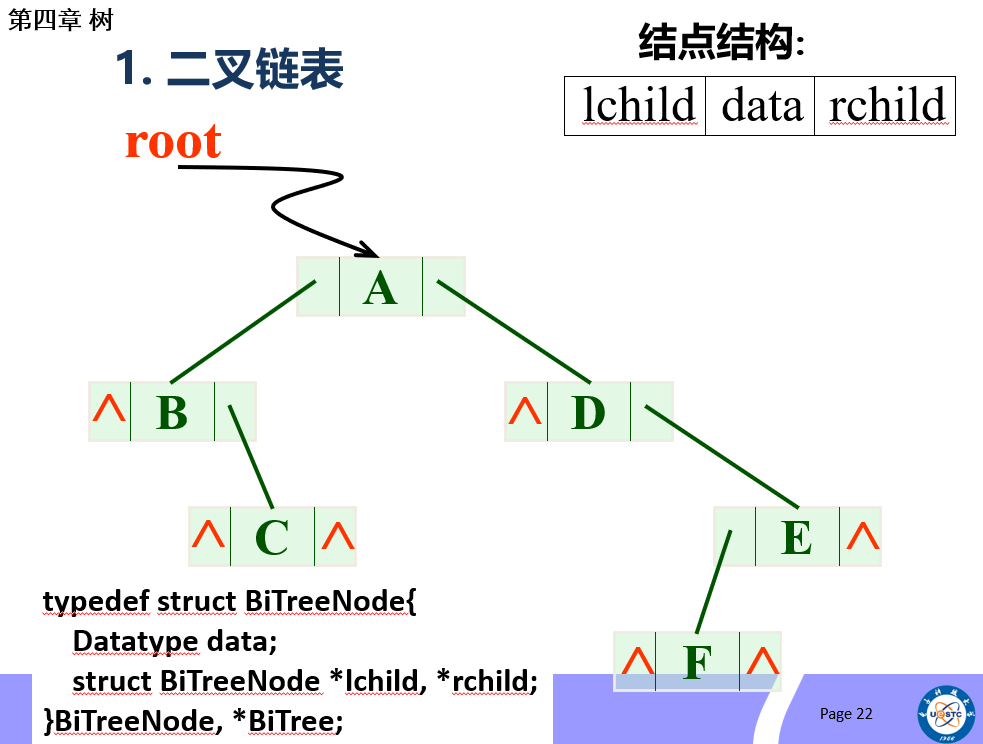 第四章 树
1. 二叉链表
结点结构:
lchild data rchild
root
A
^ B
^ D
^ C ^
E ^
^ F ^
typedef struct BiTreeNode{
Datatype data;
struct BiTreeNode *lchild, *rchild;
}BiTreeNode, *BiTree;
Page 22
UESTC
1956